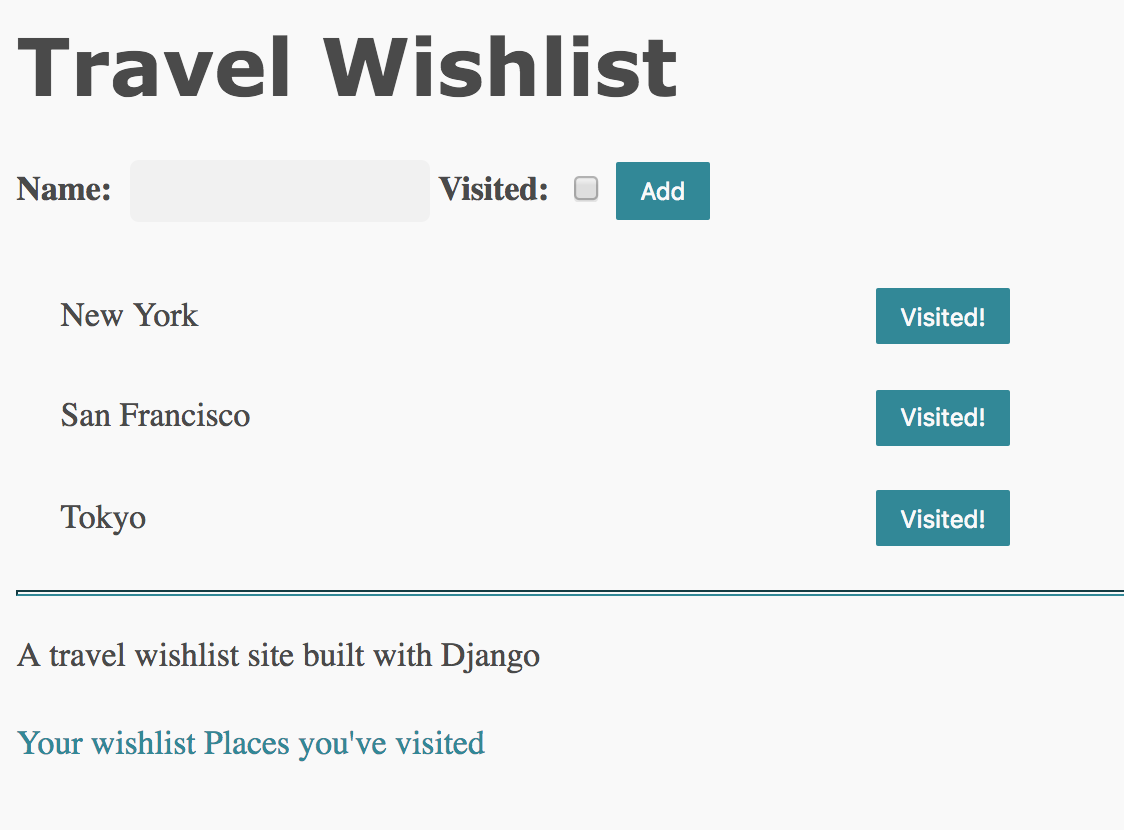 Travel Wishlist
Name: Visited: Add
New York Visited!
San Francisco Visited!
Tokyo Visited!
A travel wishlist site built with Django
Your wishlist Places you've visited